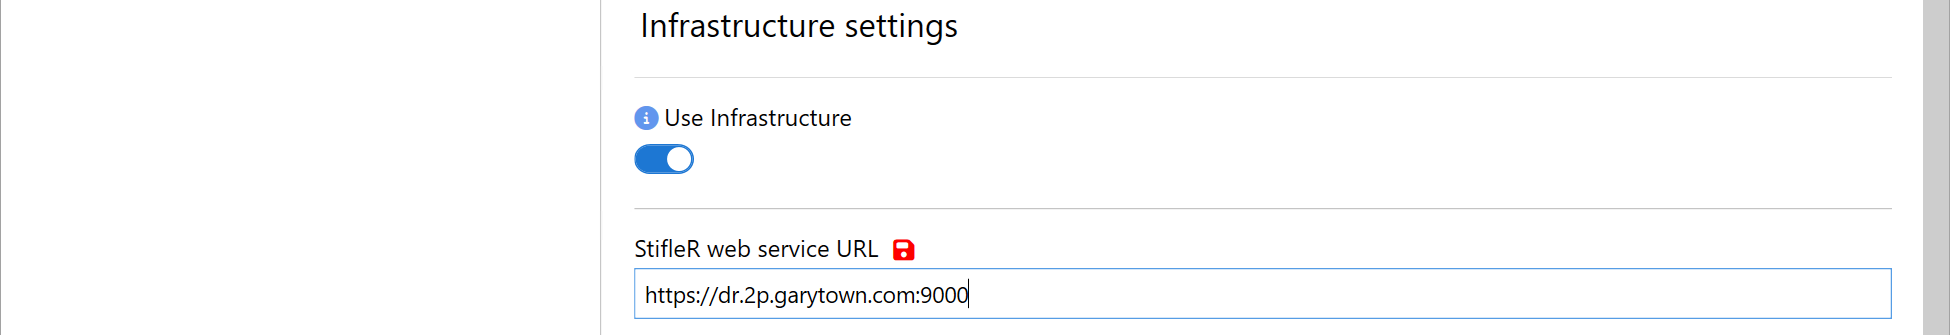 Infrastructure settings
Use Infrastructure
StifleR web service URL
https://dr.2p.garytown.com:9000